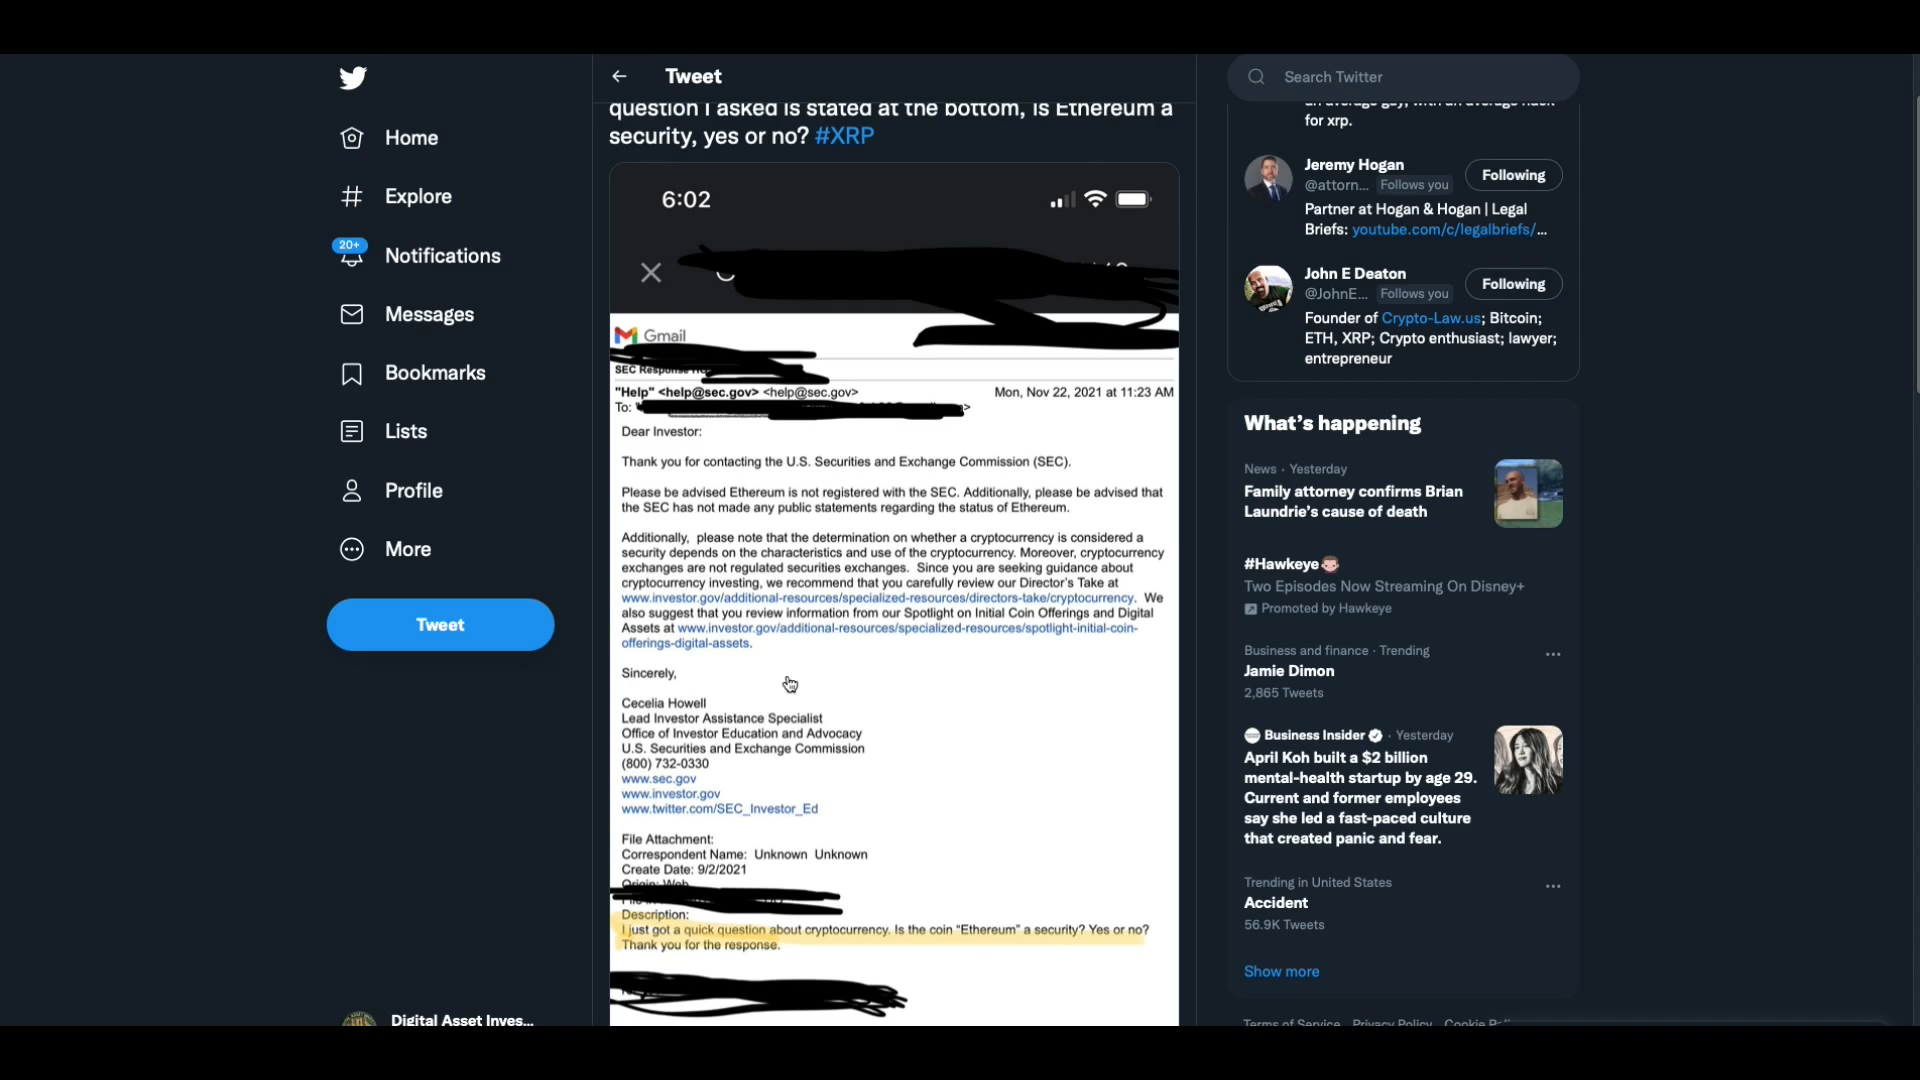 Home
Explore
20+
Notifications
Messages
Bookmarks
Lists
Profile
More
Tweet
Digital Asset Inves...
Tweet
question I asked is stated at the bottom, is Ethereum a
security, yes or no? #XRP
6:02
Gmail
SEC Response
"Help" <help@sec.gov> <help@sec.gov>
Mon, Nov 22, 2021 at 11:23 AM
To:
Dear Investor:
Thank you for contacting the U.S. Securities and Exchange Commission (SEC).
Please be advised Ethereum is not registered with the SEC. Additionally, please be advised that
the SEC has not made any public statements regarding the status of Ethereum.
Additionally, please note that the determination on whether a cryptocurrency is considered a
security depends on the characteristics and use of the cryptocurrency. Moreover, cryptocurrency
exchanges are not regulated securities exchanges. Since you are seeking guidance about
cryptocurrency investing, we recommend that you carefully review our Director's Take at
www.investor.gov/additional-resources/specialized-resources/directors-take/cryptocurrency. We
also suggest that you review information from our Spotlight on Initial Coin Offerings and Digital
Assets at www.investor.gov/additional-resources/specialized-resources/spotlight-initial-coin-
offerings-digital-assets.
Sincerely,
Cecelia Howell
Lead Investor Assistance Specialist
Office of Investor Education and Advocacy
U.S. Securities and Exchange Commission
(800) 732-0330
www.sec.gov
www.investor.gov
www.twitter.com/SEC_Investor_Ed
File Attachment:
Correspondent Name: Unknown Unknown
Create Date: 9/2/2021
Origin: Web
Description:
I just got a quick question about cryptocurrency. Is the coin "Ethereum" a security? Yes or no?
Thank you for the response.
Search Twitter
an average guy, with an average
for xrp.
Jeremy Hogan
@attorn... Follows you
Following
Partner at Hogan & Hogan | Legal
Briefs: youtube.com/c/legalbriefs/...
John E Deaton
@JohnE... Follows you
Following
Founder of Crypto-Law.us; Bitcoin;
ETH, XRP; Crypto enthusiast; lawyer;
entrepreneur
What's happening
News · Yesterday
Family attorney confirms Brian
Laundrie's cause of death
#Hawkeye
Two Episodes Now Streaming On Disney+
Promoted by Hawkeye
Business and finance · Trending
Jamie Dimon
2,865 Tweets
Business Insider · Yesterday
April Koh built a $2 billion
mental-health startup by age 29.
Current and former employees
say she led a fast-paced culture
that created panic and fear.
Trending in United States
Accident
56.9K Tweets
Show more
Terms of Service Privacy Policy Cookie